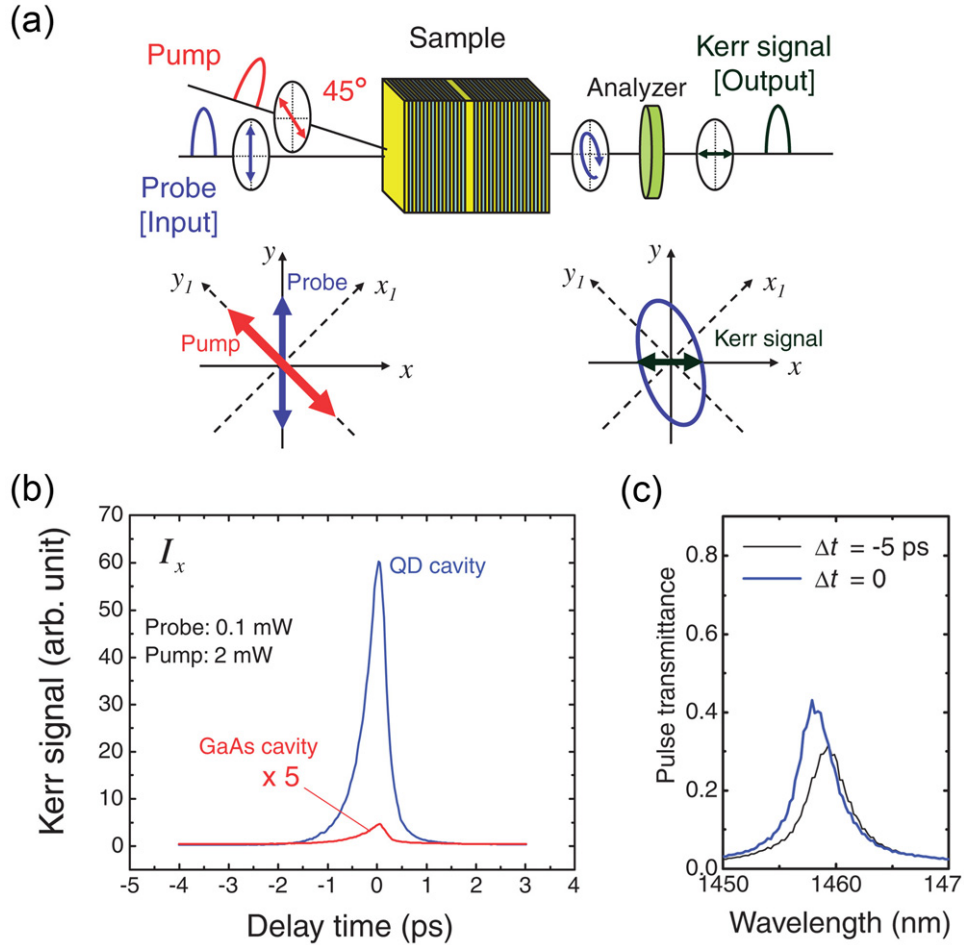 (a)
Sample
Kerr signal
[Output]
Pump
45°
Analyzer
Probe
[Input]
y
y1
Probe
x1
Pump
x
y
y1
x1
Kerr signal
x
(b)
70
60
50
40
30
20
10
0
Kerr signal (arb. unit)
Ix
QD cavity
Probe: 0.1 mW
Pump: 2 mW
GaAs cavity
x 5
-5 -4 -3 -2 -1 0 1 2 3 4 5
Delay time (ps)
(c)
0.8
0.6
0.4
0.2
0.0
Pulse transmittance
Δt = -5 ps
Δt = 0
1450 1460 147
Wavelength (nm)